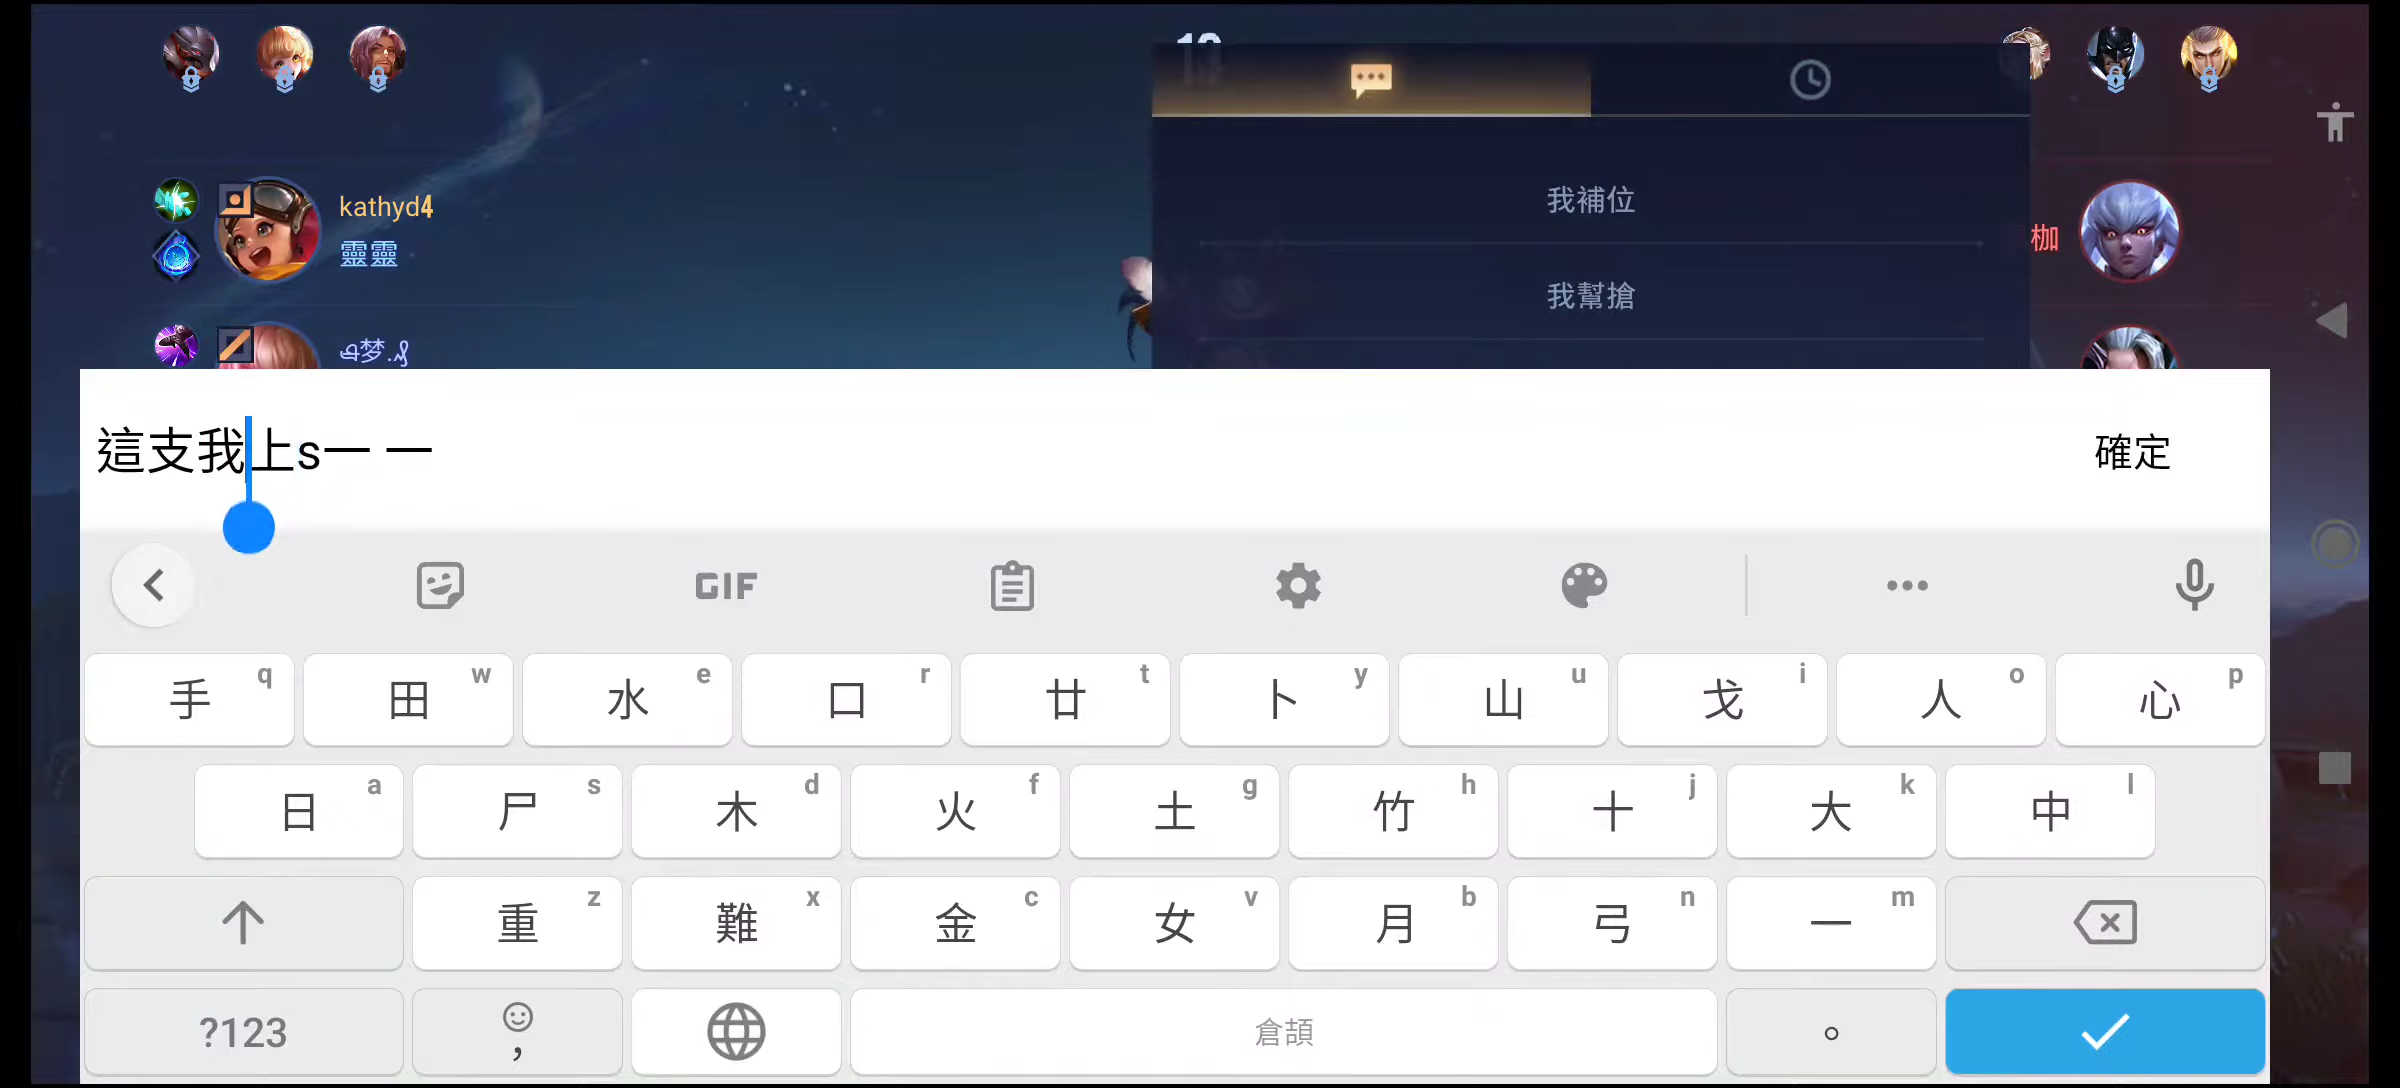 kathyd4
靈靈
我補位
我幫搶
枷
这支我上s一 一
確定
GIF
手 q 田 w 水 e 口 r 廿 t 卜 y 山 u 戈 i 人 o 心 p
日 a 尸 s 木 d 火 f 土 g 竹 h 十 j 大 k 中 l
重 z 難 x 金 c 女 v 月 b 弓 n 一 m
?123 , 倉頡 。